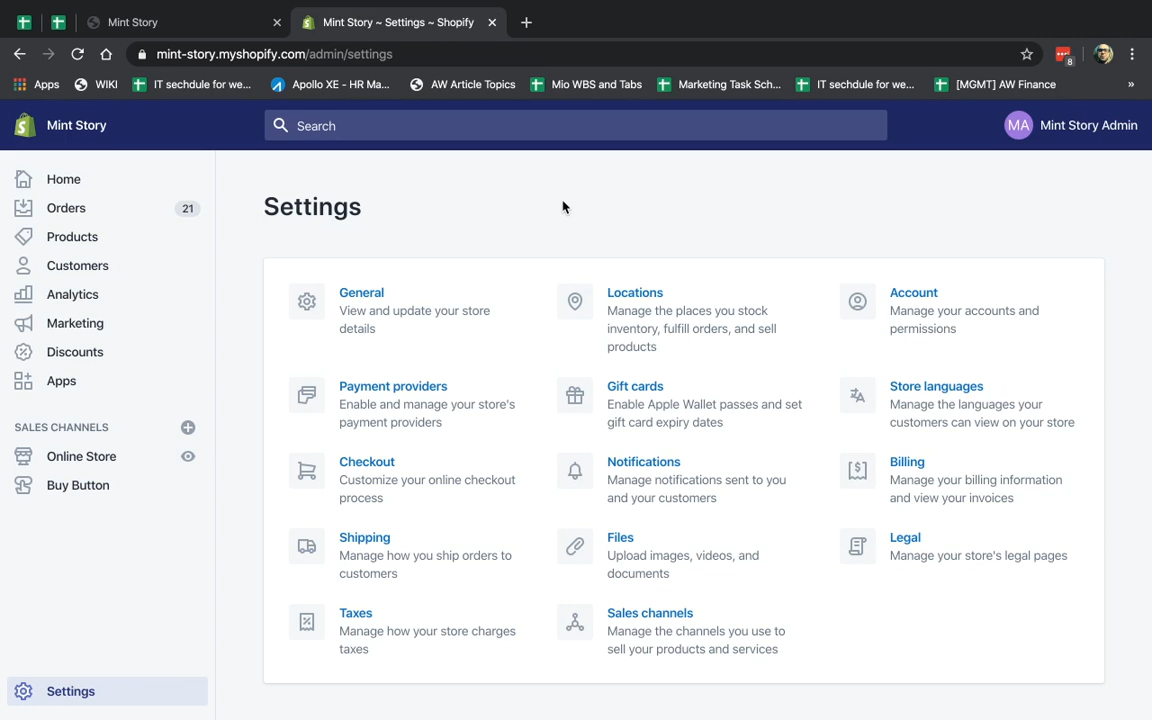 Mint Story
Mint Story ~ Settings ~ Shopify
mint-story.myshopify.com/admin/settings
8
Apps
WIKI
IT sechdule for we...
Apollo XE - HR Ma...
AW Article Topics
Mio WBS and Tabs
Marketing Task Sch...
IT sechdule for we...
[MGMT] AW Finance
»
Mint Story
Search
MA
Mint Story Admin
Home
Orders
21
Products
Customers
Analytics
Marketing
Discounts
Apps
SALES CHANNELS
Online Store
Buy Button
Settings
Settings
General
View and update your store
details
Locations
Manage the places you stock
inventory, fulfill orders, and sell
products
Account
Manage your accounts and
permissions
Payment providers
Enable and manage your store's
payment providers
Gift cards
Enable Apple Wallet passes and set
gift card expiry dates
Store languages
Manage the languages your
customers can view on your store
Checkout
Customize your online checkout
process
Notifications
Manage notifications sent to you
and your customers
Billing
Manage your billing information
and view your invoices
Shipping
Manage how you ship orders to
customers
Files
Upload images, videos, and
documents
Legal
Manage your store's legal pages
Taxes
Manage how your store charges
taxes
Sales channels
Manage the channels you use to
sell your products and services